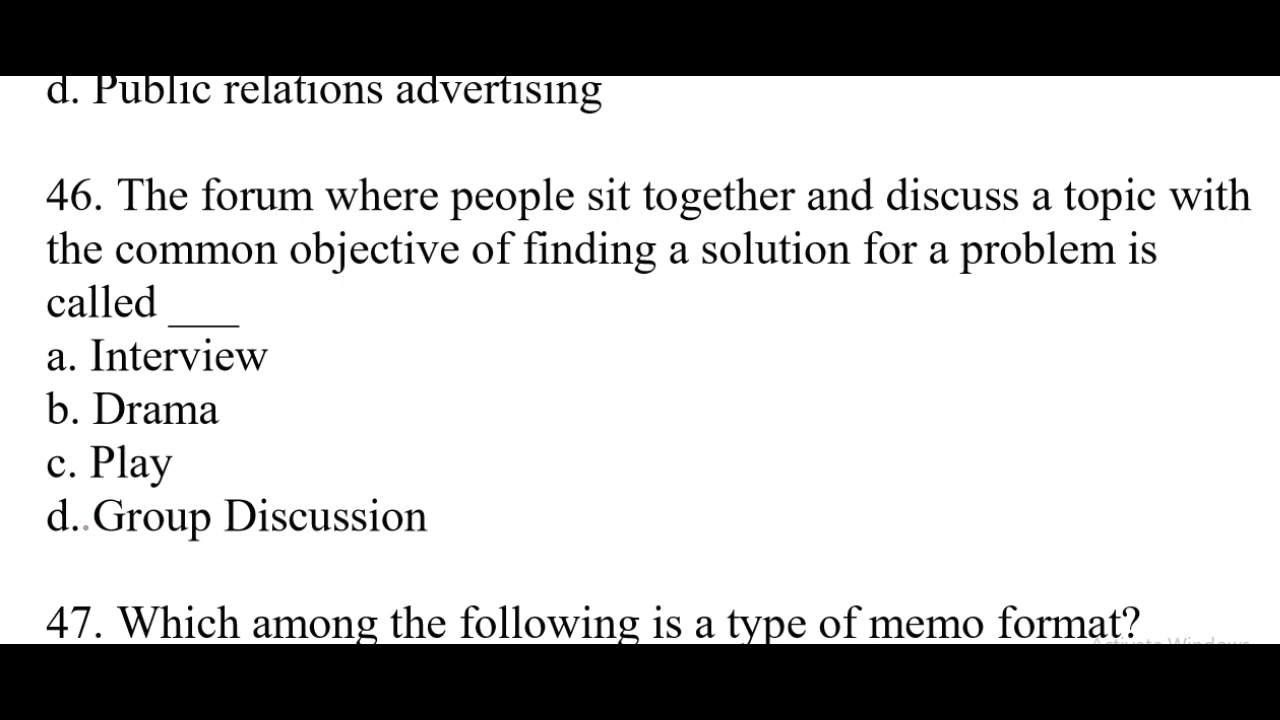 d. Public relations advertising
46. The forum where people sit together and discuss a topic with
the common objective of finding a solution for a problem is
called ___
a. Interview
b. Drama
c. Play
d..Group Discussion
47. Which among the following is a type of memo format?
Activate Windows